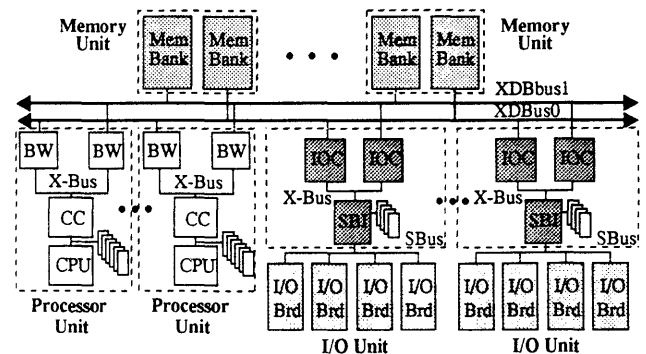 Memory Unit
Mem Bank
Mem Bank
Mem Bank
Mem Bank
Memory Unit
XDBbus1
XDBus0
BW
BW
X-Bus
CC
CPU
Processor Unit
BW
BW
X-Bus
CC
CPU
Processor Unit
IOC
IOC
X-Bus
SBI
SBus
I/O Brd
I/O Brd
I/O Brd
I/O Brd
I/O Unit
IOC
IOC
X-Bus
SBI
SBus
I/O Brd
I/O Brd
I/O Brd
I/O Brd
I/O Unit